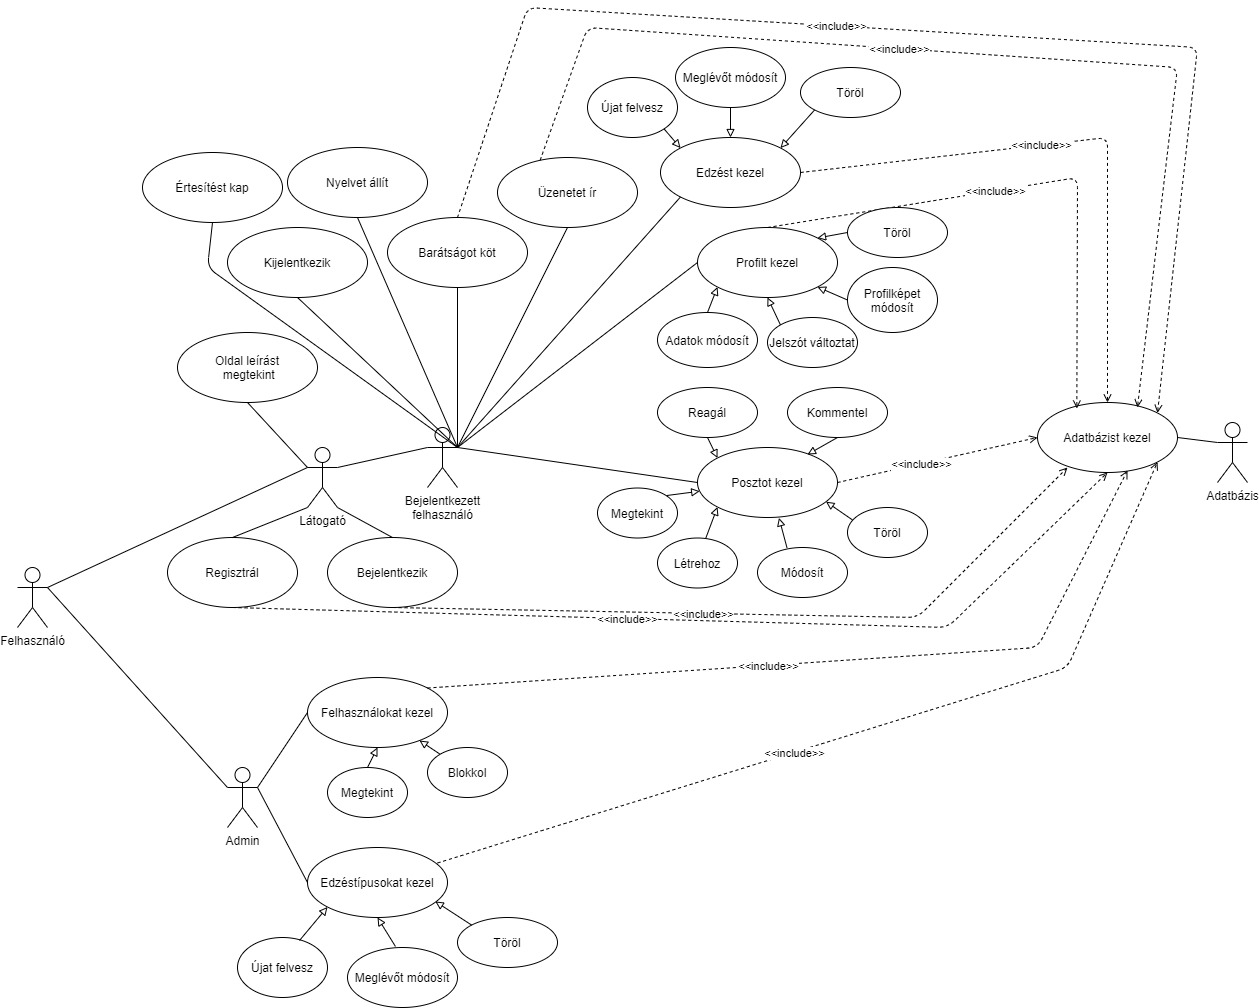 <<include>>
<<include>>
Meglévőt módosít
Töröl
Újat felvesz
<<include>>
Edzést kezel
Értesítést kap
Nyelvet állít
Üzenetet ír
<<include>>
Töröl
Barátságot köt
Kijelentkezik
Profilt kezel
Profilképet
módosít
Adatok módosít
Jelszót változtat
Oldal leírást
megtekint
Reagál
Kommentel
Adatbázist kezel
<<include>>
Posztot kezel
Bejelentkezett
felhasználó
Adatbázis
Megtekint
Látogató
Töröl
Létrehoz
Módosít
Regisztrál
Bejelentkezik
<<include>>
<<include>>
Felhasználó
<<include>>
Felhasználokat kezel
<<include>>
Blokkol
Megtekint
Admin
Edzéstípusokat kezel
Töröl
Újat felvesz
Meglévőt módosít